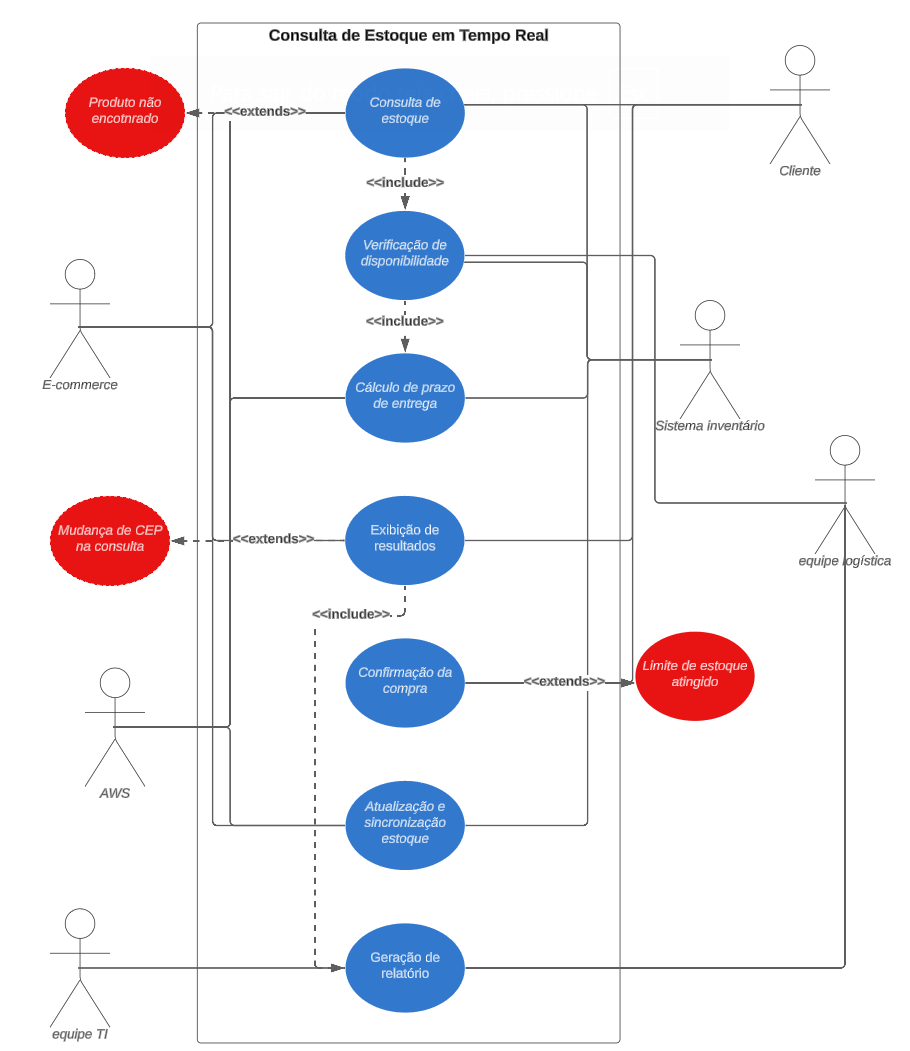 Consulta de Estoque em Tempo Real
Produto não
encotnrado
<<extends>>
Consulta de
estoque
Cliente
<<include>>
Verificação de
disponibilidade
<<include>>
E-commerce
Cálculo de prazo
de entrega
Sistema inventário
Mudança de CEP
na consulta
<<extends>>
Exibição de
resultados
equipe logística
<<include>>
Confirmação da
compra
<<extends>>
Limite de estoque
atingido
AWS
Atualização e
sincronização
estoque
Geração de
relatório
equipe TI